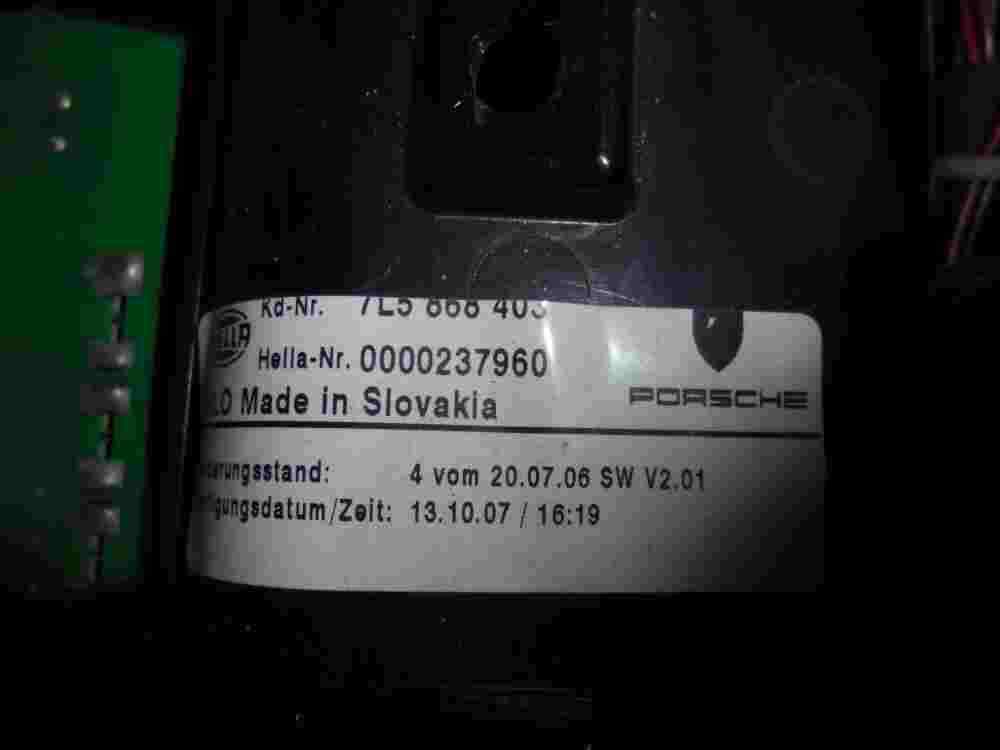 Kd-Nr. 7L5 868 403
HELLA
Hella-Nr. 0000237960
Made in Slovakia
PORSCHE
4 vom 20.07.06 SW V2.01
13.10.07 / 16:19